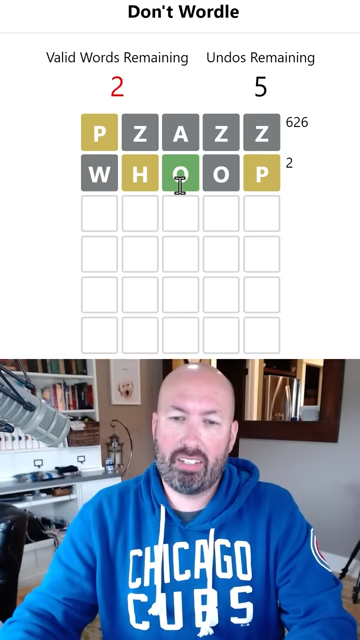 Don't Wordle
Valid Words Remaining Undos Remaining
2 5
P Z A Z Z 626
W H O O P 2
CHICAGO
CUBS